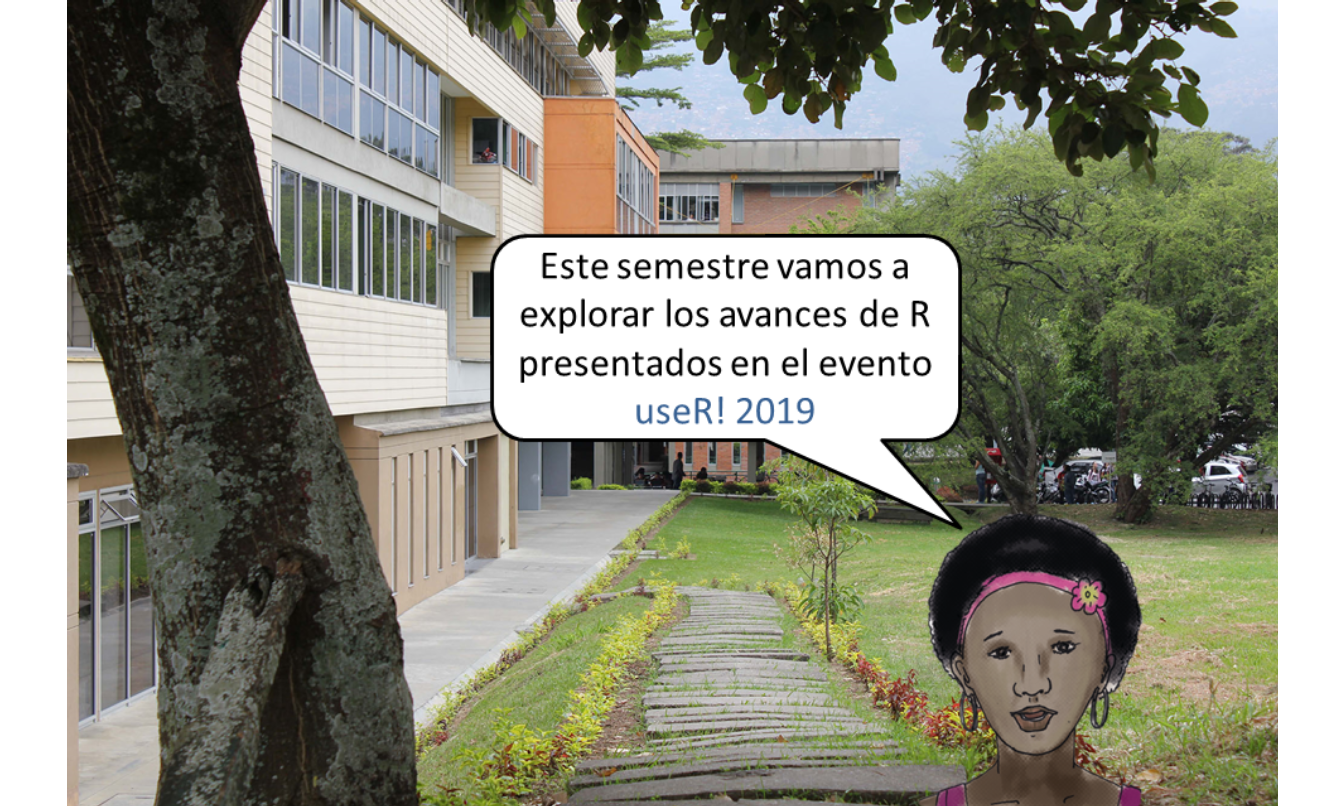 Este semestre vamos a
explorar los avances de R
presentados en el evento
useR! 2019